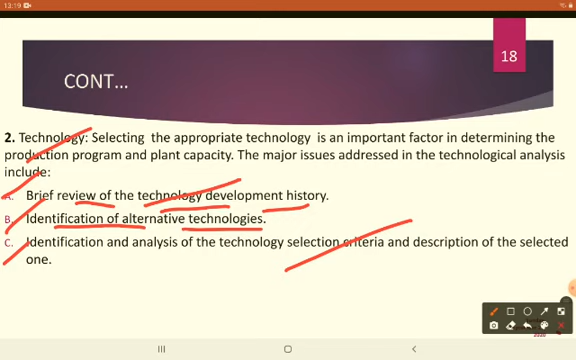 13:19
18
CONT...
2. Technology: Selecting the appropriate technology is an important factor in determining the
production program and plant capacity. The major issues addressed in the technological analysis
include:
A. Brief review of the technology development history.
B. Identification of alternative technologies.
C. Identification and analysis of the technology selection criteria and description of the selected
one.
2020